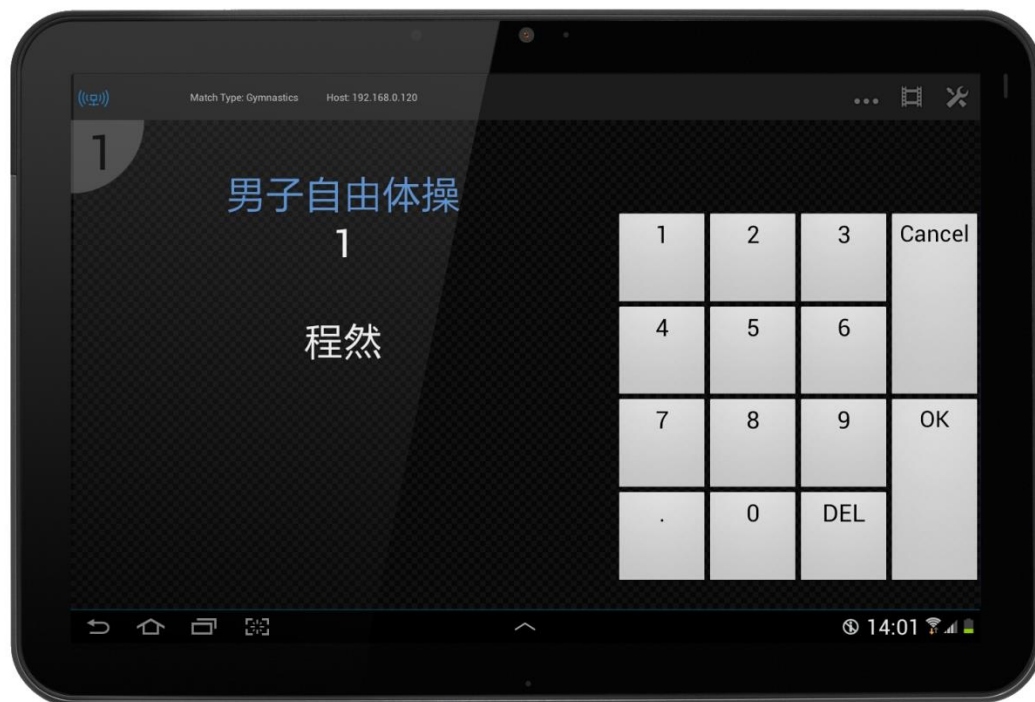 Match Type: Gymnastics Host: 192.168.0.120
1
男子自由体操
1
程然
1 2 3 Cancel
4 5 6
7 8 9 OK
. 0 DEL
14:01